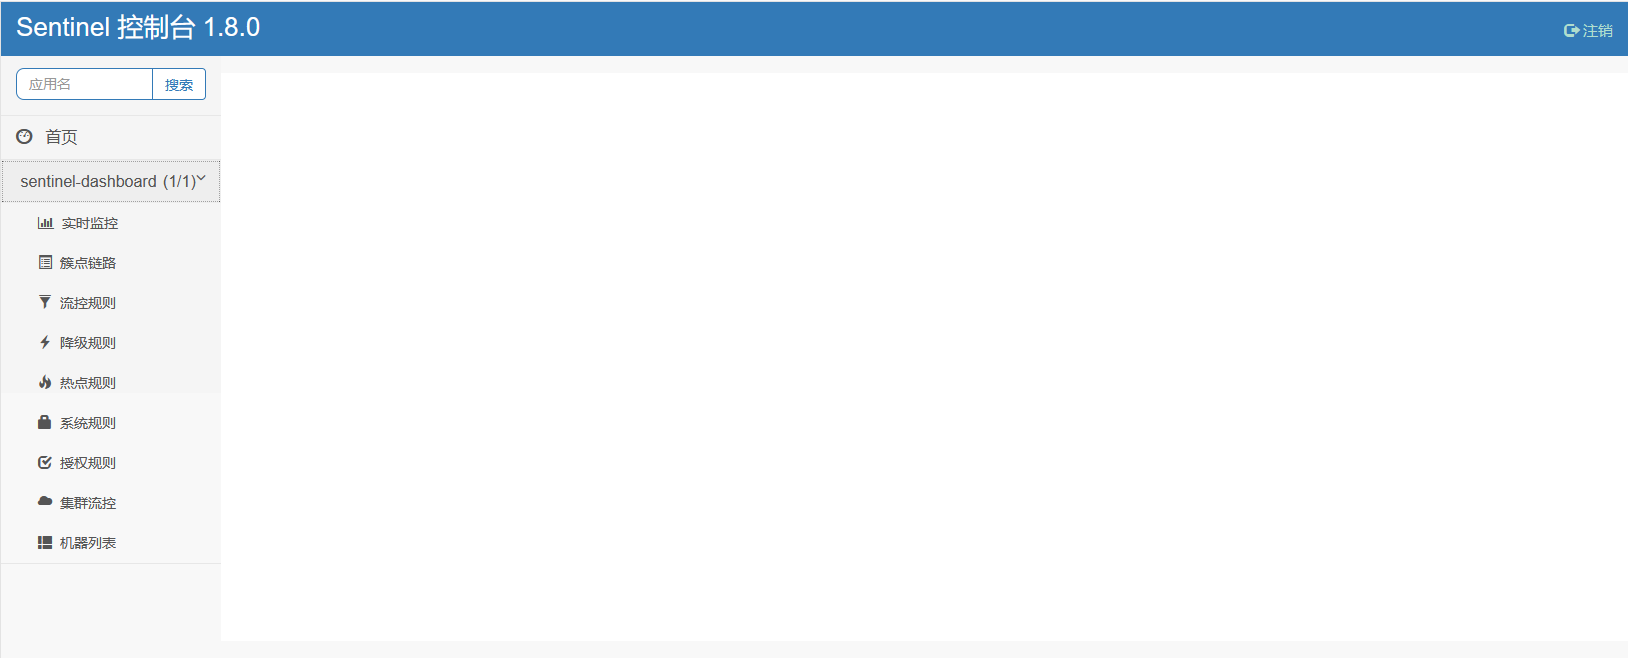 Sentinel 控制台 1.8.0
注销
应用名 搜索
首页
sentinel-dashboard (1/1)
实时监控
簇点链路
流控规则
降级规则
热点规则
系统规则
授权规则
集群流控
机器列表